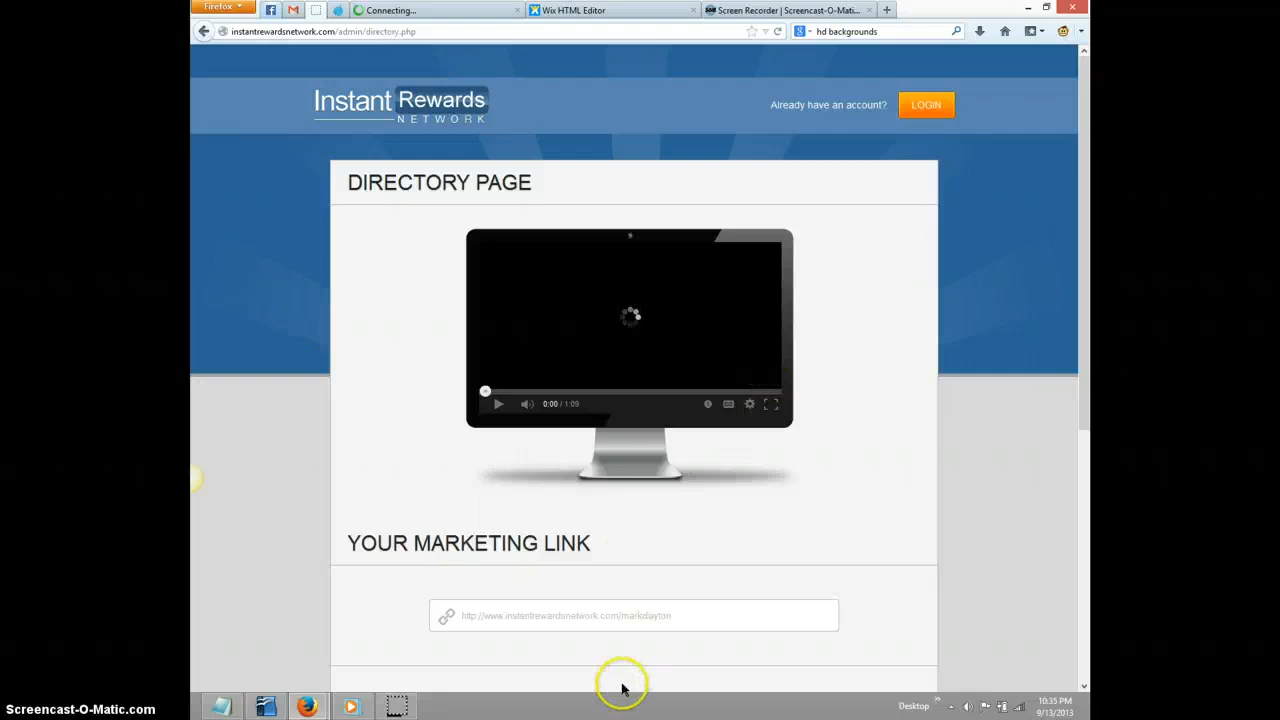 Firefox
Connecting...
Wix HTML Editor
Screen Recorder | Screencast-O-Mati...
instantrewardsnetwork.com/admin/directory.php
hd backgrounds
Instant Rewards
NETWORK
Already have an account?
LOGIN
DIRECTORY PAGE
0:00 / 1:09
YOUR MARKETING LINK
http://www.instantrewardsnetwork.com/markdayton
Desktop
10:35 PM
9/13/2013
Screencast-O-Matic.com